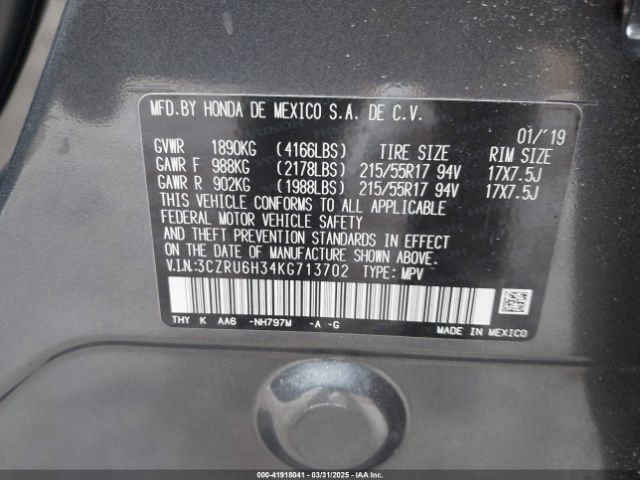 MFD.BY HONDA DE MEXICO S.A. DE C.V.
01/'19
GVWR 1890KG (4166LBS) TIRE SIZE RIM SIZE
GAWR F 988KG (2178LBS) 215/55R17 94V 17X7.5J
GAWR R 902KG (1988LBS) 215/55R17 94V 17X7.5J
THIS VEHICLE CONFORMS TO ALL APPLICABLE
FEDERAL MOTOR VEHICLE SAFETY
AND THEFT PREVENTION STANDARDS IN EFFECT
ON THE DATE OF MANUFACTURE SHOWN ABOVE.
V.I.N:3CZRU6H34KG713702 TYPE: MPV
THY K AA6 -NH797M -A -G
MADE IN MEXICO
000-41918041 - 03/31/2025 - IAAI.COM - COPART